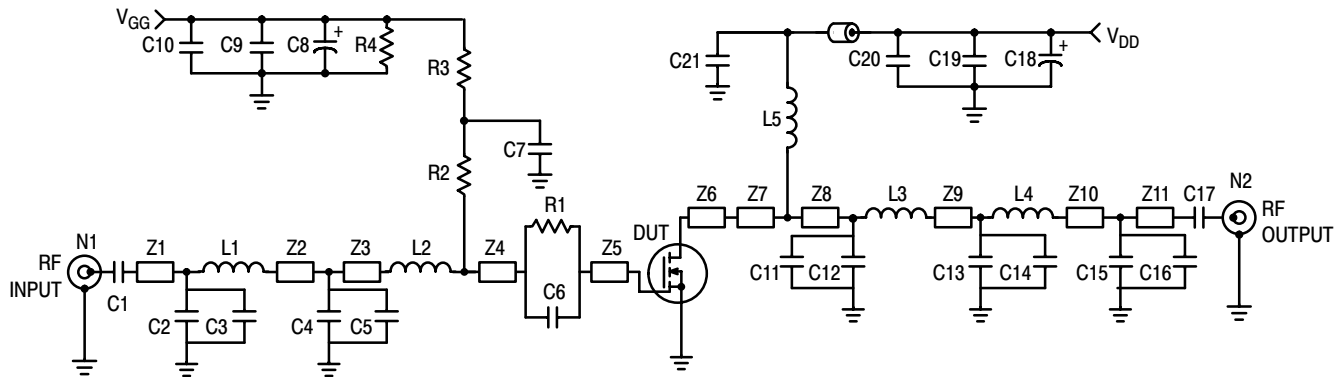 VGG
C10
C9
C8
+
R4
R3
C7
R2
R1
C6
N1
RF
INPUT
C1
Z1
L1
Z2
Z3
L2
Z4
Z5
C2
C3
C4
C5
DUT
C21
L5
C20
C19
C18
+
VDD
Z6
Z7
Z8
L3
Z9
L4
Z10
Z11
C17
N2
RF
OUTPUT
C11
C12
C13
C14
C15
C16